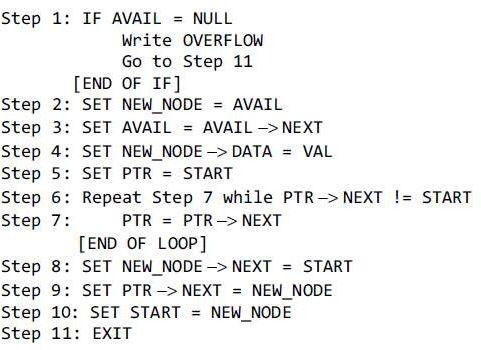 Step 1: IF AVAIL = NULL
Write OVERFLOW
Go to Step 11
[END OF IF]
Step 2: SET NEW_NODE = AVAIL
Step 3: SET AVAIL = AVAIL —> NEXT
Step 4: SET NEW_NODE —> DATA = VAL
Step 5: SET PTR = START
Step 6: Repeat Step 7 while PTR —> NEXT != START
Step 7: PTR = PTR —> NEXT
[END OF LOOP]
Step 8: SET NEW_NODE —> NEXT = START
Step 9: SET PTR —> NEXT = NEW_NODE
Step 10: SET START = NEW_NODE
Step 11: EXIT